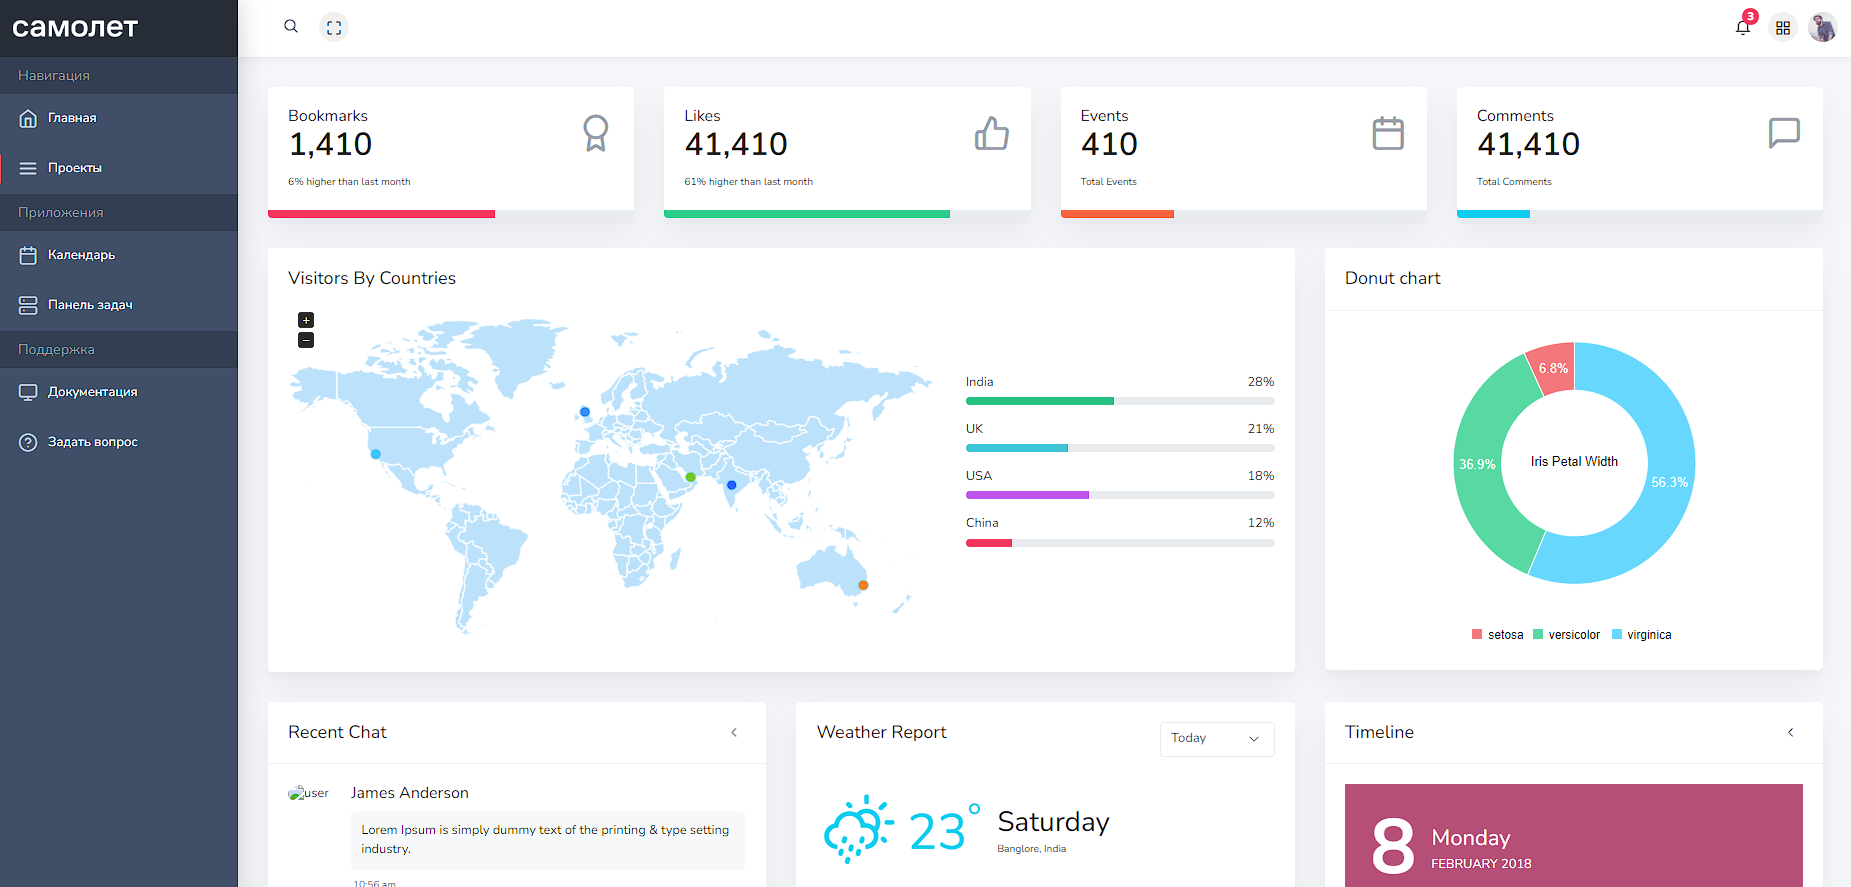 самолет
3
Навигация
Главная
Проекты
Приложения
Календарь
Панель задач
Поддержка
Документация
Задать вопрос
Bookmarks
1,410
6% higher than last month
Likes
41,410
61% higher than last month
Events
410
Total Events
Comments
41,410
Total Comments
Visitors By Countries
+
−
India 28%
UK 21%
USA 18%
China 12%
Donut chart
6.8%
36.9%
56.3%
Iris Petal Width
setosa versicolor virginica
Recent Chat
user
James Anderson
Lorem Ipsum is simply dummy text of the printing & type setting
industry.
10:56 am
Weather Report
Today
23°
Saturday
Banglore, India
Timeline
8
Monday
FEBRUARY 2018